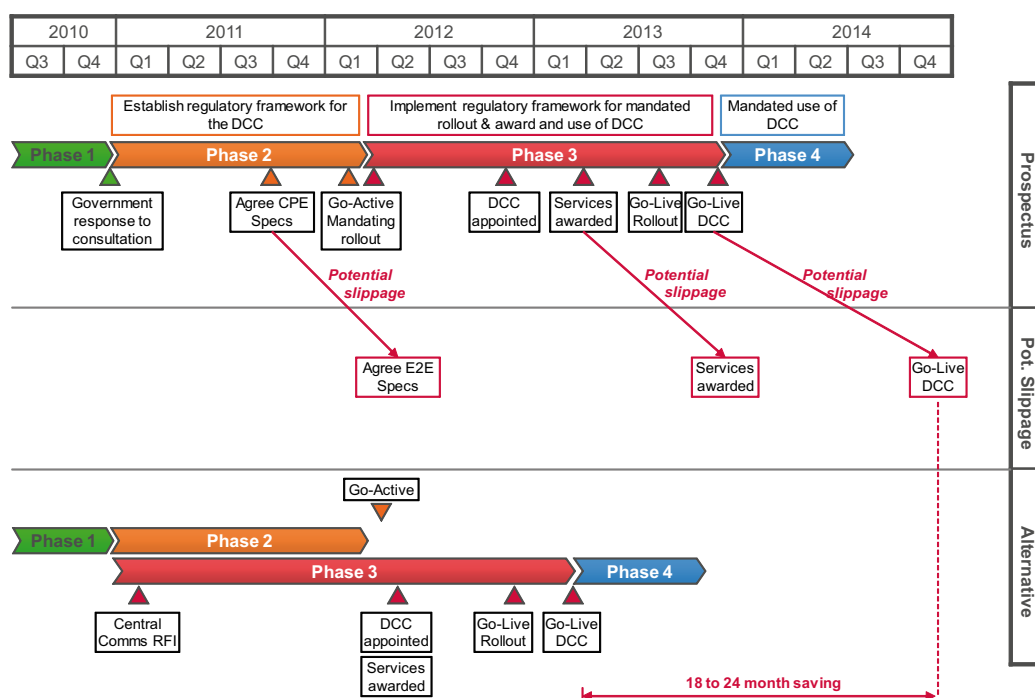 2010 2011 2012 2013 2014
Q3 Q4 Q1 Q2 Q3 Q4 Q1 Q2 Q3 Q4 Q1 Q2 Q3 Q4 Q1 Q2 Q4
Establish regulatory framework for
the DCC
Implement regulatory framework for mandated
rollout & award and use of DCC
Mandated use of
DCC
Phase 1 Phase 2 Phase 3 Phase 4
Government
response to
consultation
Agree CPE
Specs
Go-Active
Mandating
rollout
DCC
appointed
Services
awarded
Go-Live
Rollout
Go-Live
DCC
Prospectus
Potential
slippage
Potential
slippage
Potential
slippage
Agree E2E
Specs
Services
awarded
Go-Live
DCC
Pot. Slippage
Go-Active
Phase 1 Phase 2
Phase 3 Phase 4
Central
Comms RFI
DCC
appointed
Services
awarded
Go-Live
Rollout
Go-Live
DCC
Alternative
18 to 24 month saving